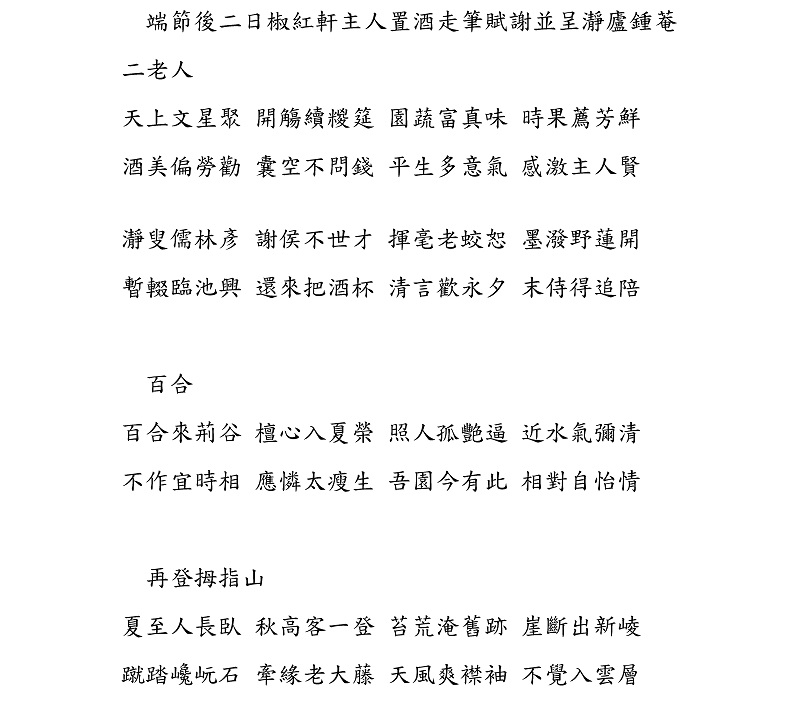 端節後二日椒紅軒主人置酒走筆賦謝並呈瀞廬鍾菴
二老人
天上文星聚 開觴續糭筵 園蔬富真味 時果薦芳鮮
酒美偏勞勸 囊空不問錢 平生多意氣 感激主人賢
瀞叟儒林彥 謝侯不世才 揮毫老蛟恕 墨潑野蓮開
暫輟臨池興 還來把酒杯 清言歡永夕 末侍得追陪
百合
百合來荊谷 檀心入夏榮 照人孤艷逼 近水氣彌清
不作宜時相 應憐太瘦生 吾園今有此 相對自怡情
再登拇指山
夏至人長臥 秋高客一登 苔荒淹舊跡 崖斷出新崚
蹴踏巉岏石 牽緣老大藤 天風爽襟袖 不覺入雲層